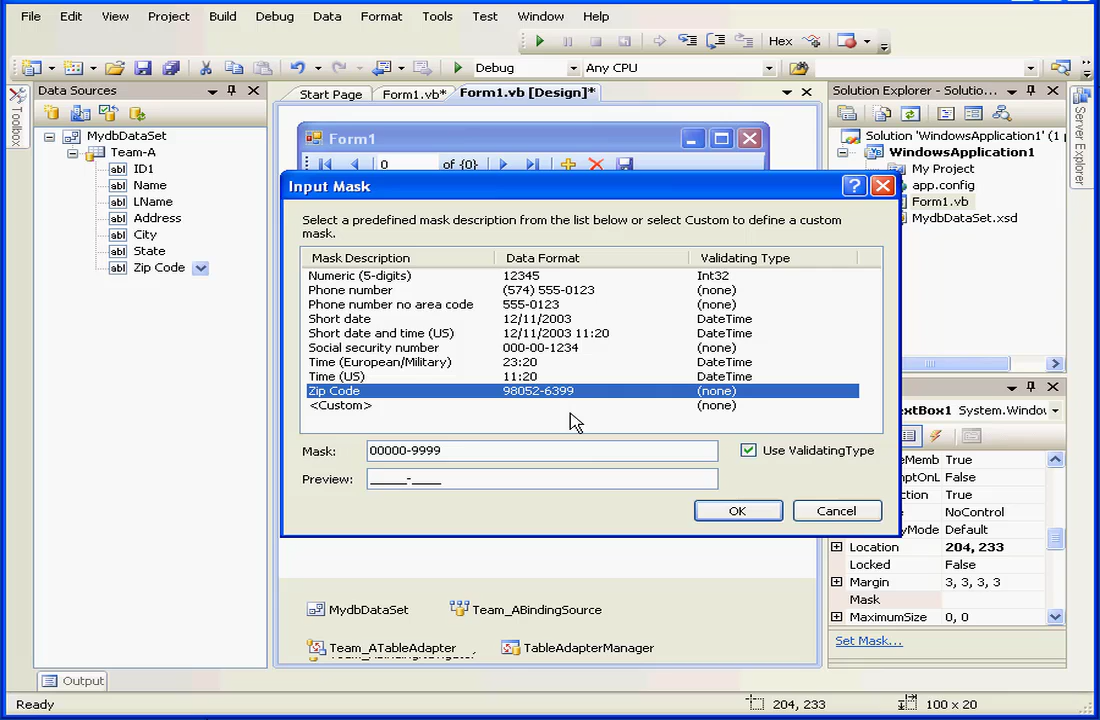 File Edit View Project Build Debug Data Format Tools Test Window Help
Hex
Debug Any CPU
Data Sources
Start Page Form1.vb* Form1.vb [Design]*
Solution Explorer - Solutio...
Toolbox
Server Explorer
MydbDataSet
Team-A
ID1
Name
LName
Address
City
State
Zip Code
Form1
0 of {0}
Solution 'WindowsApplication1' (1 p
WindowsApplication1
My Project
app.config
Form1.vb
MydbDataSet.xsd
Input Mask
Select a predefined mask description from the list below or select Custom to define a custom
mask.
Mask Description Data Format Validating Type
Numeric (5-digits) 12345 Int32
Phone number (574) 555-0123 (none)
Phone number no area code 555-0123 (none)
Short date 12/11/2003 DateTime
Short date and time (US) 12/11/2003 11:20 DateTime
Social security number 000-00-1234 (none)
Time (European/Military) 23:20 DateTime
Time (US) 11:20 DateTime
Zip Code 98052-6399 (none)
<Custom> (none)
Mask: 00000-9999 Use ValidatingType
Preview: _____-____
OK Cancel
extBox1 System.Windo
eMemb True
mptOnL False
ction True
NoControl
yMode Default
Location 204, 233
Locked False
Margin 3, 3, 3, 3
Mask
MaximumSize 0, 0
Set Mask...
MydbDataSet Team_ABindingSource
Team_ATableAdapter TableAdapterManager
Output
Ready 204, 233 100 x 20